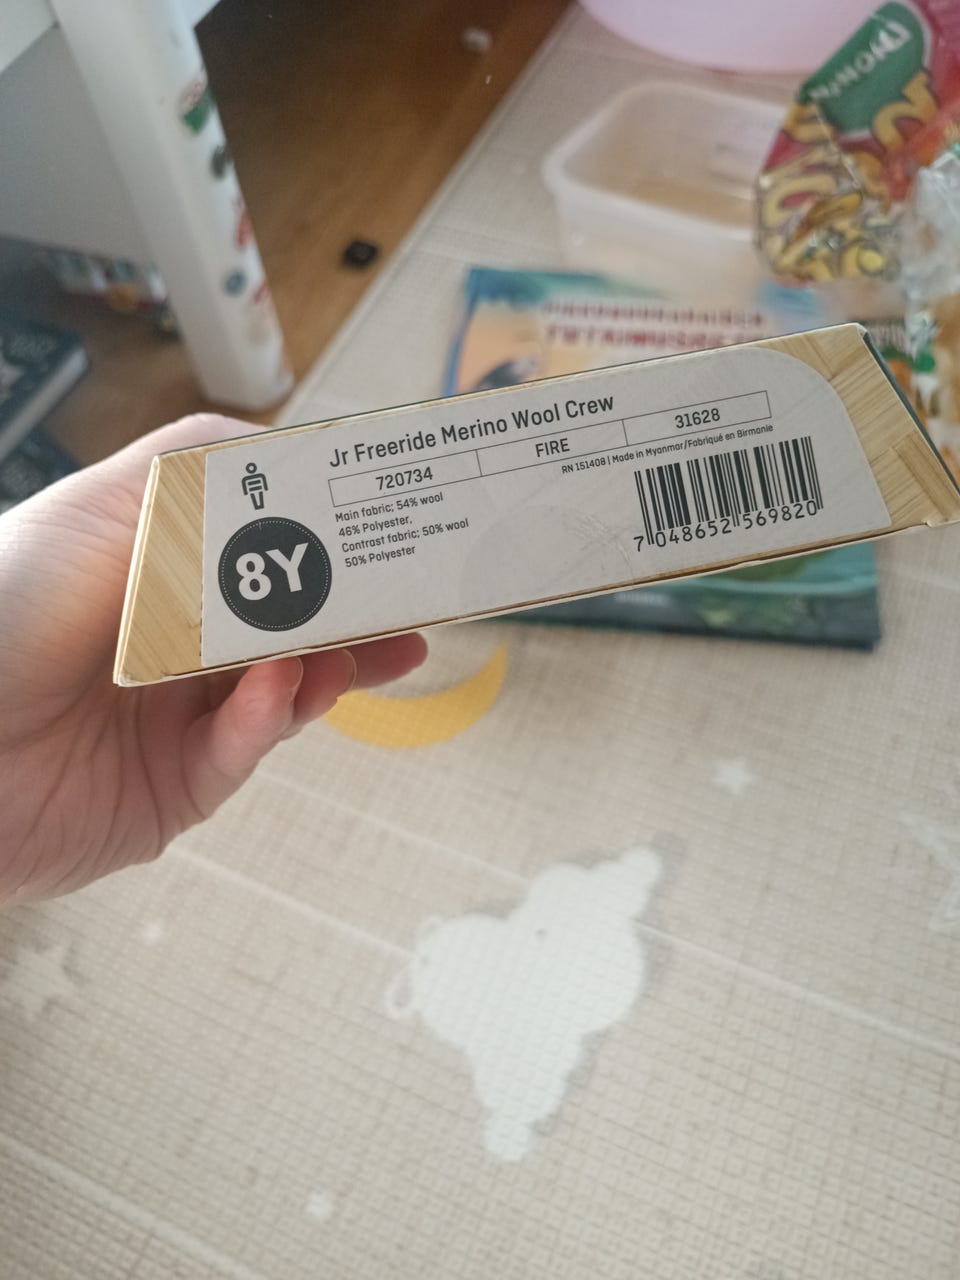 Jr Freeride Merino Wool Crew
720734 FIRE 31628
RN 151408 | Made in Myanmar/Fabriqué en Birmanie
Main fabric; 54% wool
46% Polyester,
Contrast fabric; 50% wool
50% Polyester
8Y
7 048652 569820